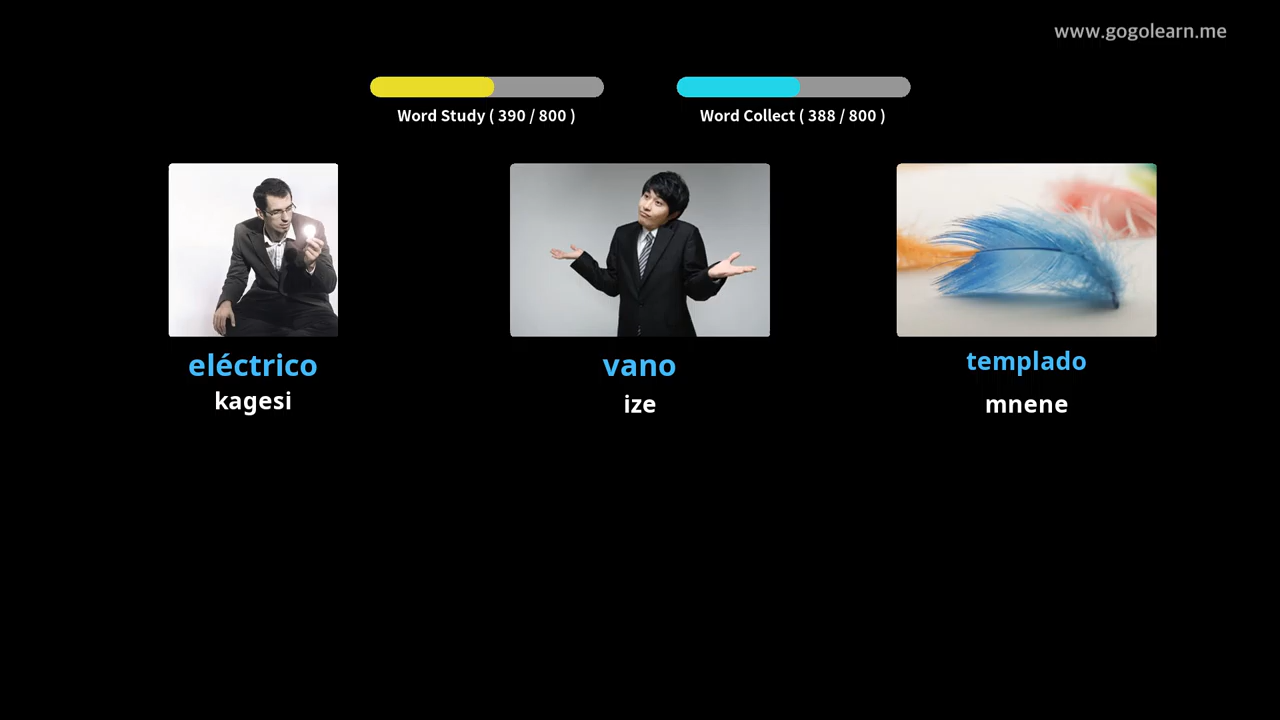 www.gogolearn.me
Word Study ( 390 / 800 )
Word Collect ( 388 / 800 )
eléctrico
kagesi
vano
ize
templado
mnene